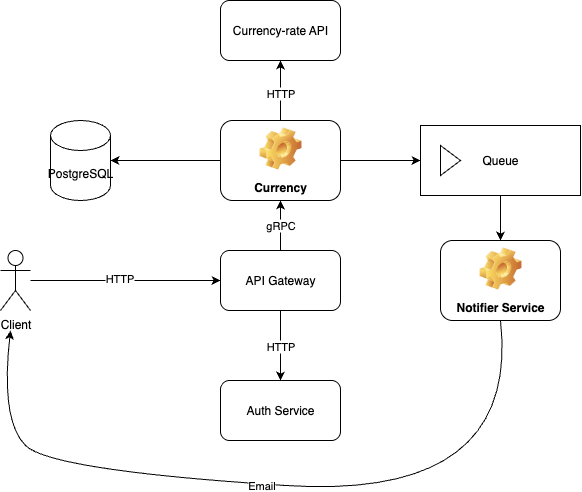 Currency-rate API
HTTP
PostgreSQL
Currency
Queue
gRPC
HTTP
API Gateway
Notifier Service
Client
HTTP
Auth Service
Email